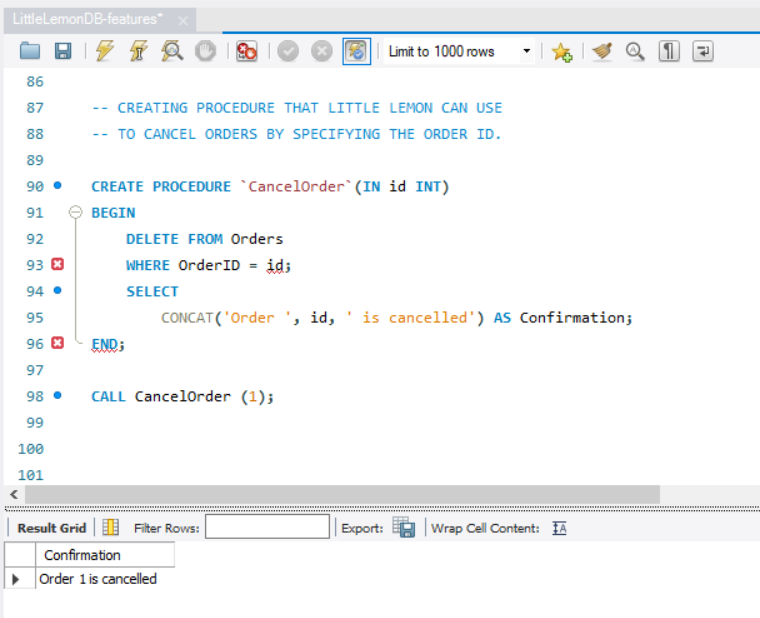 LittleLemonDB-features*
Limit to 1000 rows
86
87 -- CREATING PROCEDURE THAT LITTLE LEMON CAN USE
88 -- TO CANCEL ORDERS BY SPECIFYING THE ORDER ID.
89
90 CREATE PROCEDURE `CancelOrder`(IN id INT)
91 BEGIN
92 DELETE FROM Orders
93 WHERE OrderID = id;
94 SELECT
95 CONCAT('Order ', id, ' is cancelled') AS Confirmation;
96 END;
97
98 CALL CancelOrder (1);
99
100
101
Result Grid Filter Rows: Export: Wrap Cell Content: IA
Confirmation
Order 1 is cancelled